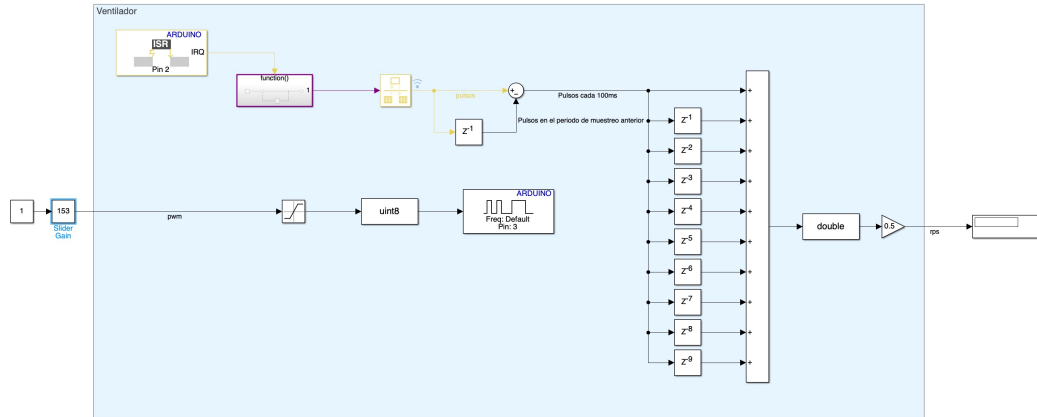 Ventilador
ARDUINO
ISR
IRQ
Pin 2
function()
1
pulsos
+
−
Pulsos cada 100ms
Z-1
Pulsos en el periodo de muestreo anterior
+
Z-1
+
Z-2
+
Z-3
+
Z-4
+
Z-5
+
Z-6
+
Z-7
+
Z-8
+
Z-9
+
1
153
Slider
Gain
pwm
uint8
ARDUINO
Freq: Default
Pin: 3
double
0.5
rps